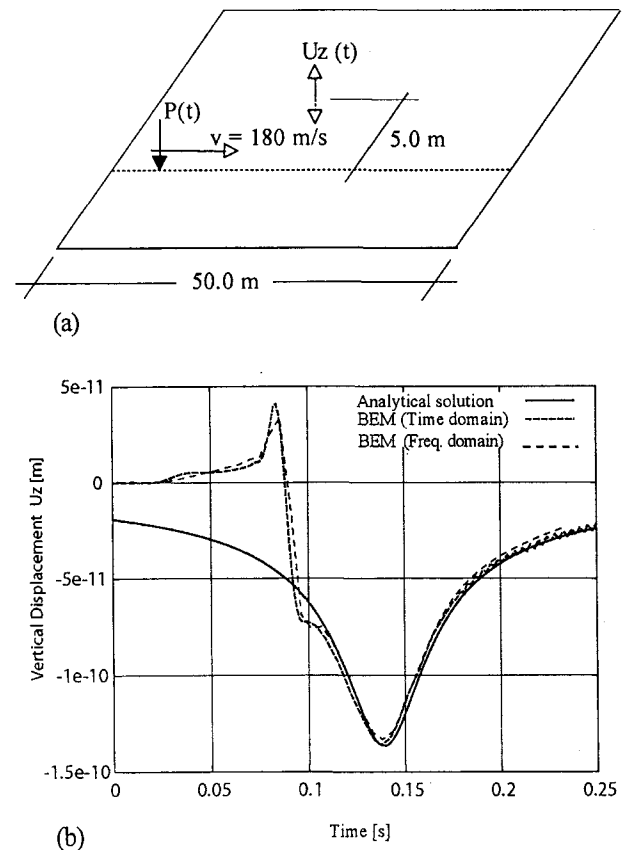 Uz (t)
P(t)
v = 180 m/s
5.0 m
50.0 m
(a)
5e-11
0
-5e-11
-1e-10
-1.5e-10
Vertical Displacement Uz [m]
Analytical solution
BEM (Time domain)
BEM (Freq. domain)
0
0.05
0.1
0.15
0.2
0.25
Time [s]
(b)